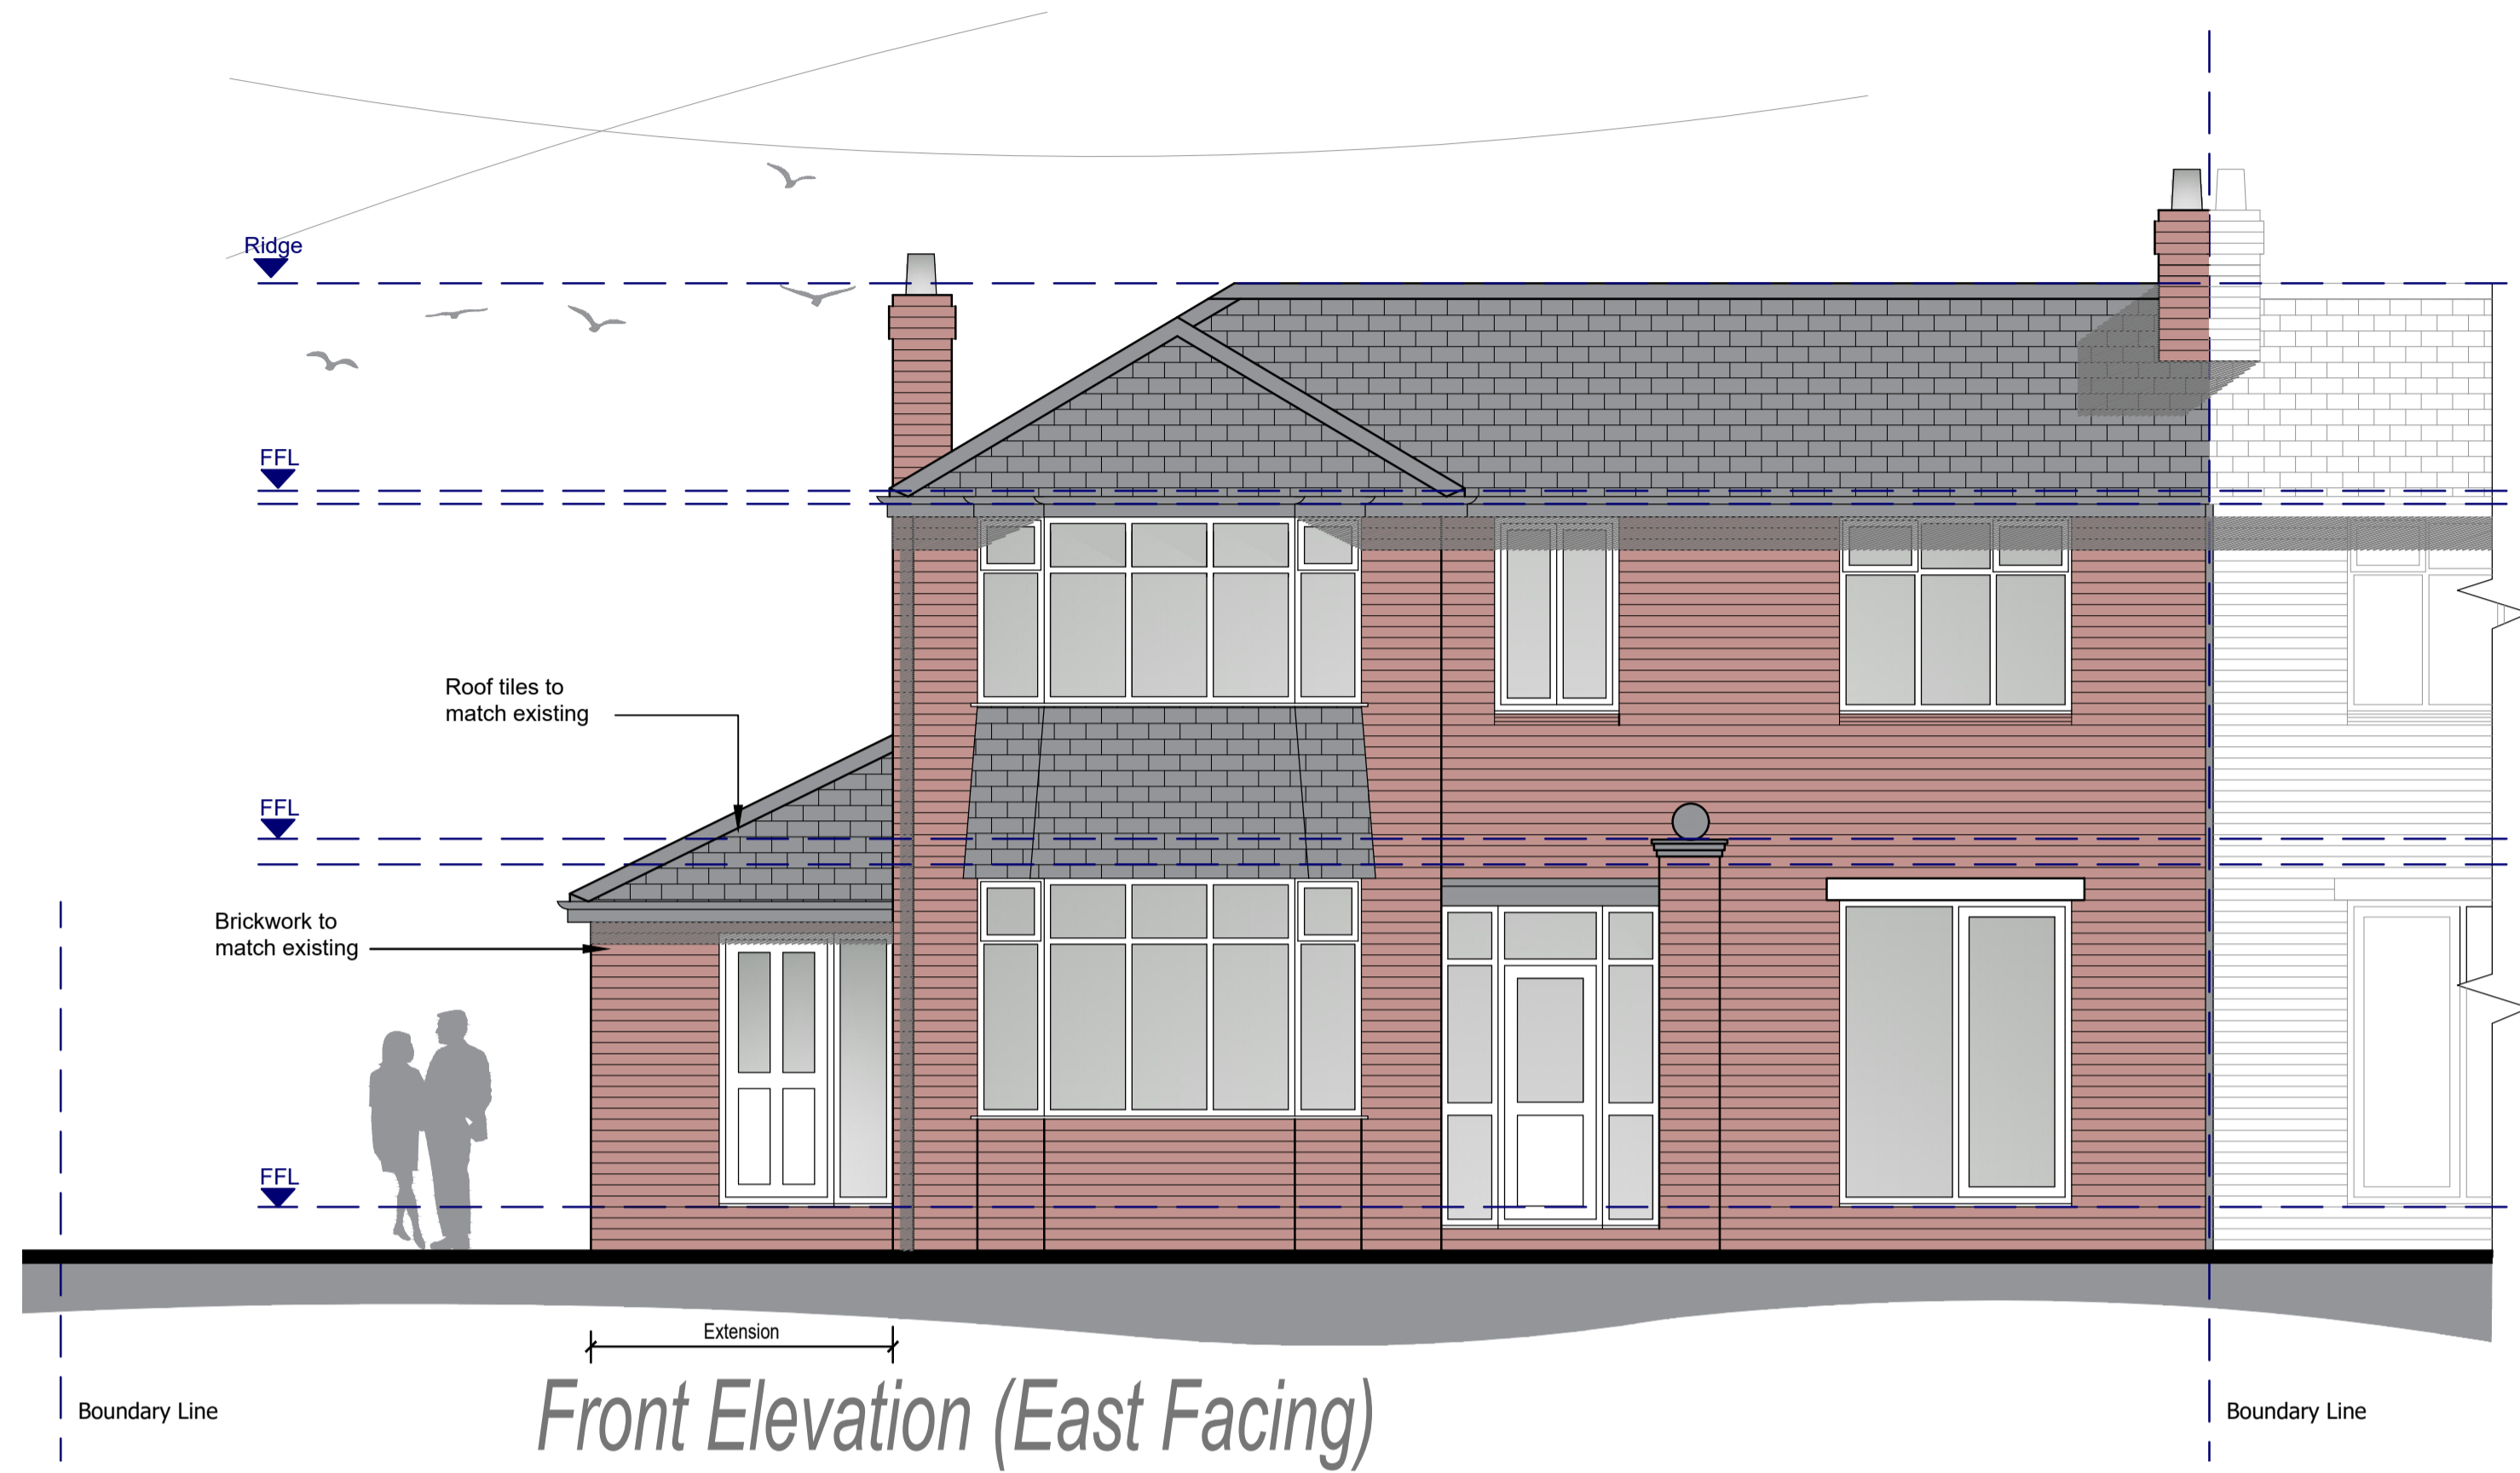 Ridge
FFL
Roof tiles to
match existing
FFL
Brickwork to
match existing
FFL
Extension
Front Elevation (East Facing)
Boundary Line
Boundary Line